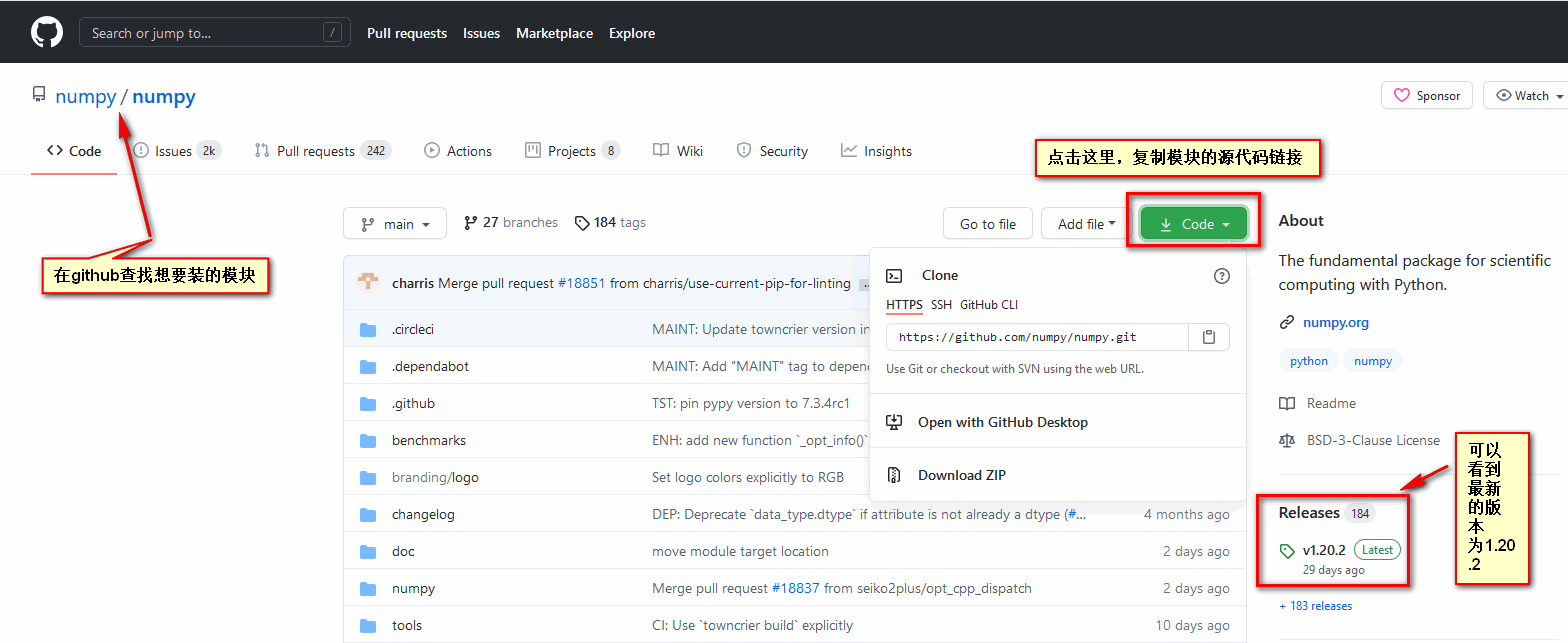 Search or jump to... /
Pull requests Issues Marketplace Explore
numpy / numpy
Sponsor Watch
<> Code Issues 2k Pull requests 242 Actions Projects 8 Wiki Security Insights
点击这里，复制模块的源代码链接
在github查找想要装的模块
main 27 branches 184 tags
Go to file Add file Code
charris Merge pull request #18851 from charris/use-current-pip-for-linting ...
.circleci MAINT: Update towncrier version in
.dependabot MAINT: Add "MAINT" tag to depen
.github TST: pin pypy version to 7.3.4rc1
benchmarks ENH: add new function `_opt_info()`
branding/logo Set logo colors explicitly to RGB
changelog DEP: Deprecate `data_type.dtype` if attribute is not already a dtype (#... 4 months ago
doc move module target location 2 days ago
numpy Merge pull request #18837 from seiko2plus/opt_cpp_dispatch 2 days ago
tools CI: Use `towncrier build` explicitly 10 days ago
Clone ?
HTTPS SSH GitHub CLI
https://github.com/numpy/numpy.git
Use Git or checkout with SVN using the web URL.
Open with GitHub Desktop
Download ZIP
About
The fundamental package for scientific
computing with Python.
numpy.org
python numpy
Readme
BSD-3-Clause License
Releases 184
v1.20.2 Latest
29 days ago
+ 183 releases
可以
看到
最新
的版
本
为1.20
.2